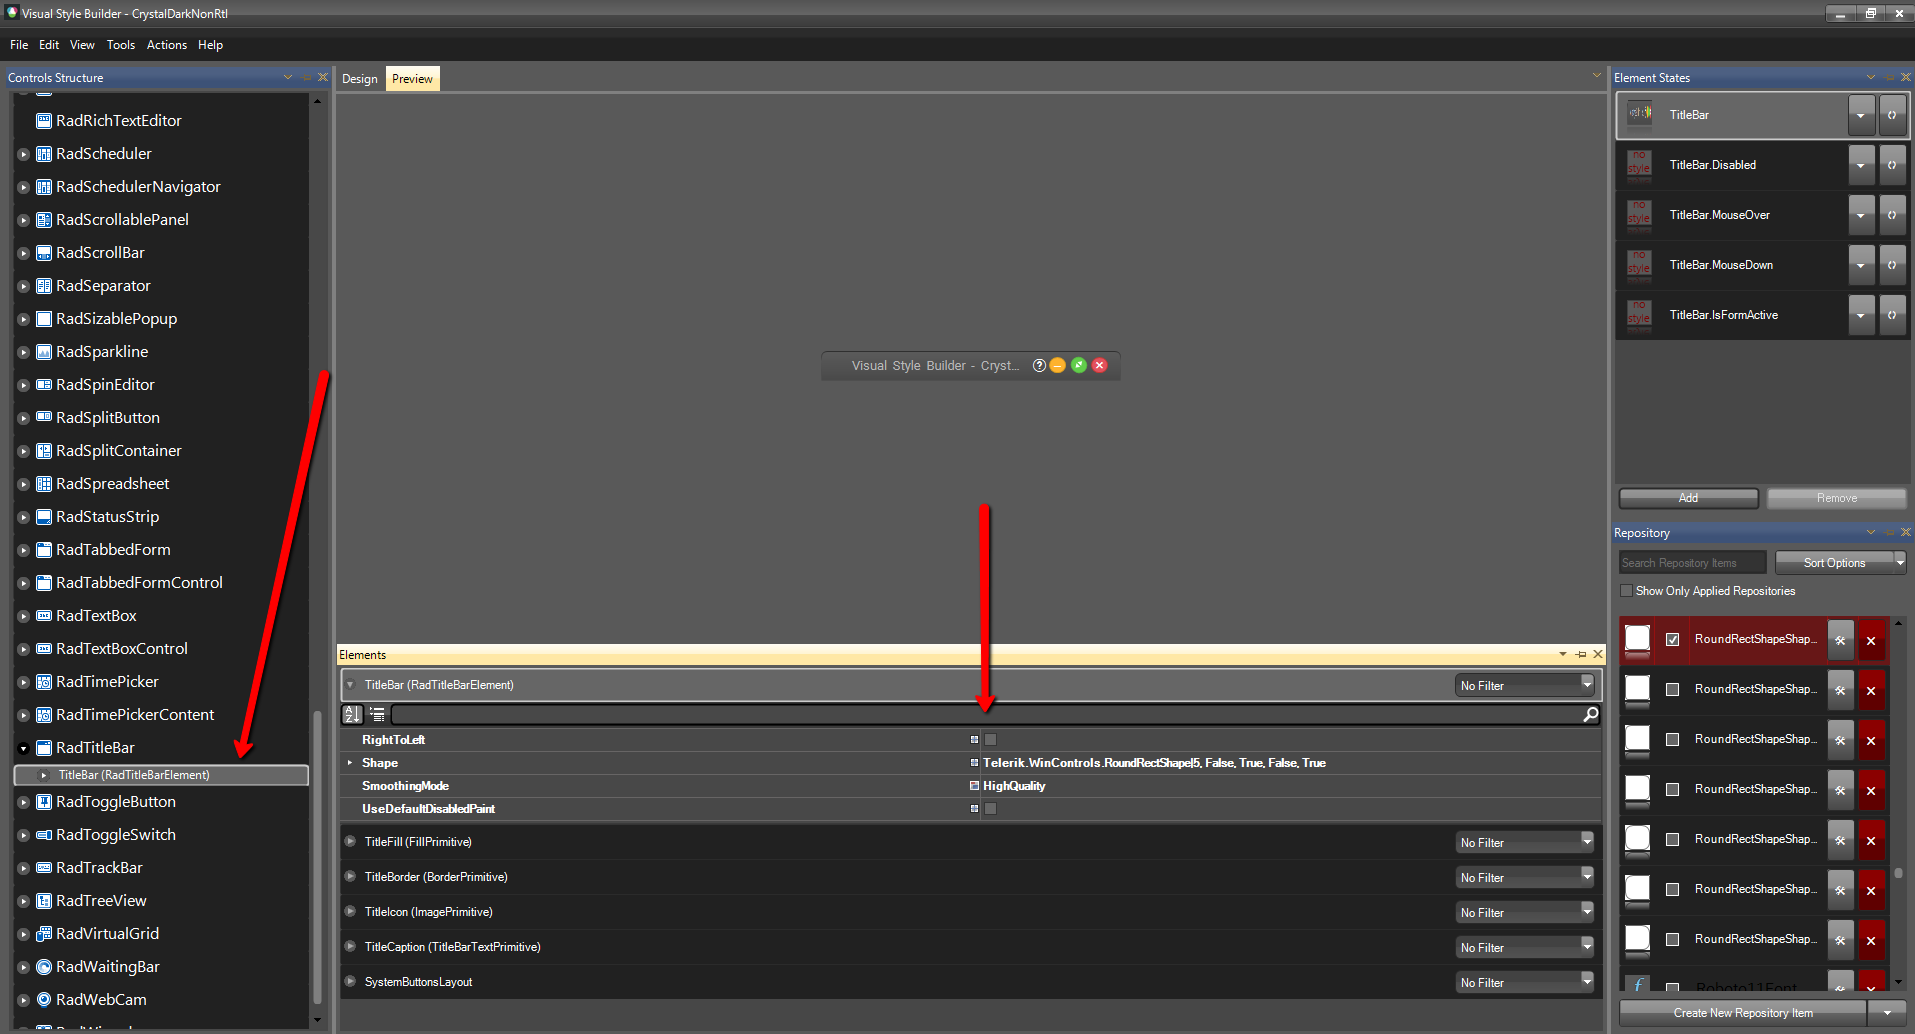 Visual Style Builder - CrystalDarkNonRtl
File Edit View Tools Actions Help
Controls Structure
RadRichTextEditor
RadScheduler
RadSchedulerNavigator
RadScrollablePanel
RadScrollBar
RadSeparator
RadSizablePopup
RadSparkline
RadSpinEditor
RadSplitButton
RadSplitContainer
RadSpreadsheet
RadStatusStrip
RadTabbedForm
RadTabbedFormControl
RadTextBox
RadTextBoxControl
RadTimePicker
RadTimePickerContent
RadTitleBar
TitleBar (RadTitleBarElement)
RadToggleButton
RadToggleSwitch
RadTrackBar
RadTreeView
RadVirtualGrid
RadWaitingBar
RadWebCam
Design Preview
Visual Style Builder - Cryst...
Elements
TitleBar (RadTitleBarElement) No Filter
RightToLeft
Shape Telerik.WinControls.RoundRectShape|5, False, True, False, True
SmoothingMode HighQuality
UseDefaultDisabledPaint
TitleFill (FillPrimitive) No Filter
TitleBorder (BorderPrimitive) No Filter
TitleIcon (ImagePrimitive) No Filter
TitleCaption (TitleBarTextPrimitive) No Filter
SystemButtonsLayout No Filter
Element States
TitleBar
no style TitleBar.Disabled
no style TitleBar.MouseOver
no style TitleBar.MouseDown
no style TitleBar.IsFormActive
Add Remove
Repository
Search Repository Items Sort Options
Show Only Applied Repositories
RoundRectShapeShap...
RoundRectShapeShap...
RoundRectShapeShap...
RoundRectShapeShap...
RoundRectShapeShap...
RoundRectShapeShap...
RoundRectShapeShap...
Roboto11Font
Create New Repository Item